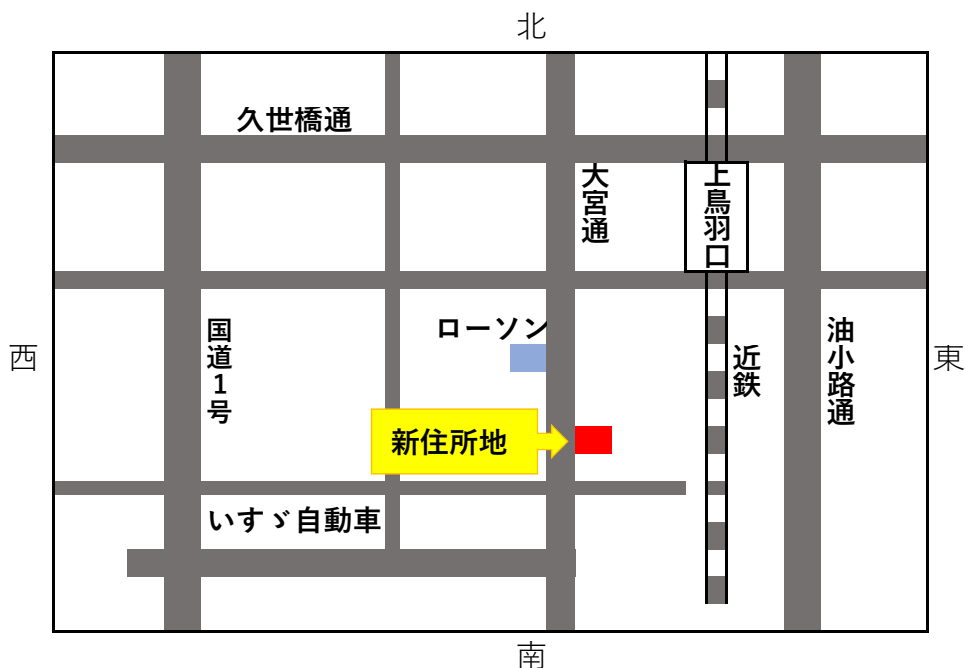 北
久世橋通
大宮通
上鳥羽口
国道1号
ローソン
近鉄
油小路通
西
東
新住所地
いすゞ自動車
南